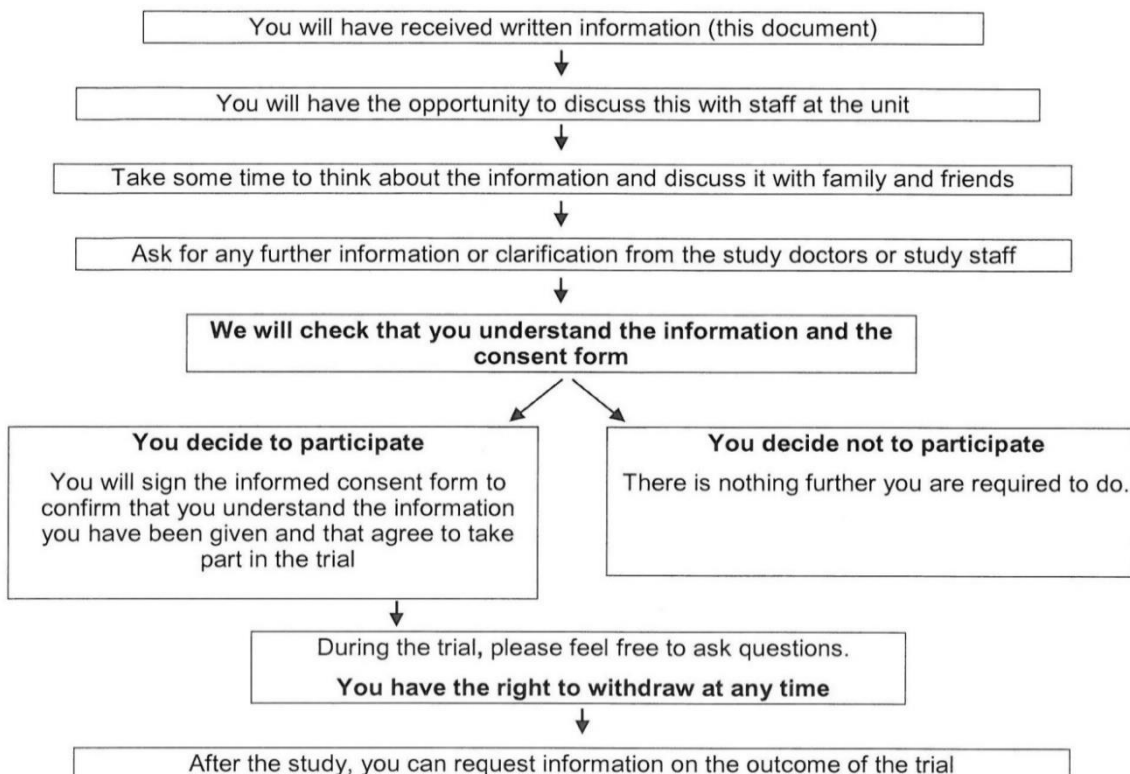 You will have received written information (this document)
You will have the opportunity to discuss this with staff at the unit
Take some time to think about the information and discuss it with family and friends
Ask for any further information or clarification from the study doctors or study staff
We will check that you understand the information and the
consent form
You decide to participate
You will sign the informed consent form to
confirm that you understand the information
you have been given and that agree to take
part in the trial
You decide not to participate
There is nothing further you are required to do.
During the trial, please feel free to ask questions.
You have the right to withdraw at any time
After the study, you can request information on the outcome of the trial